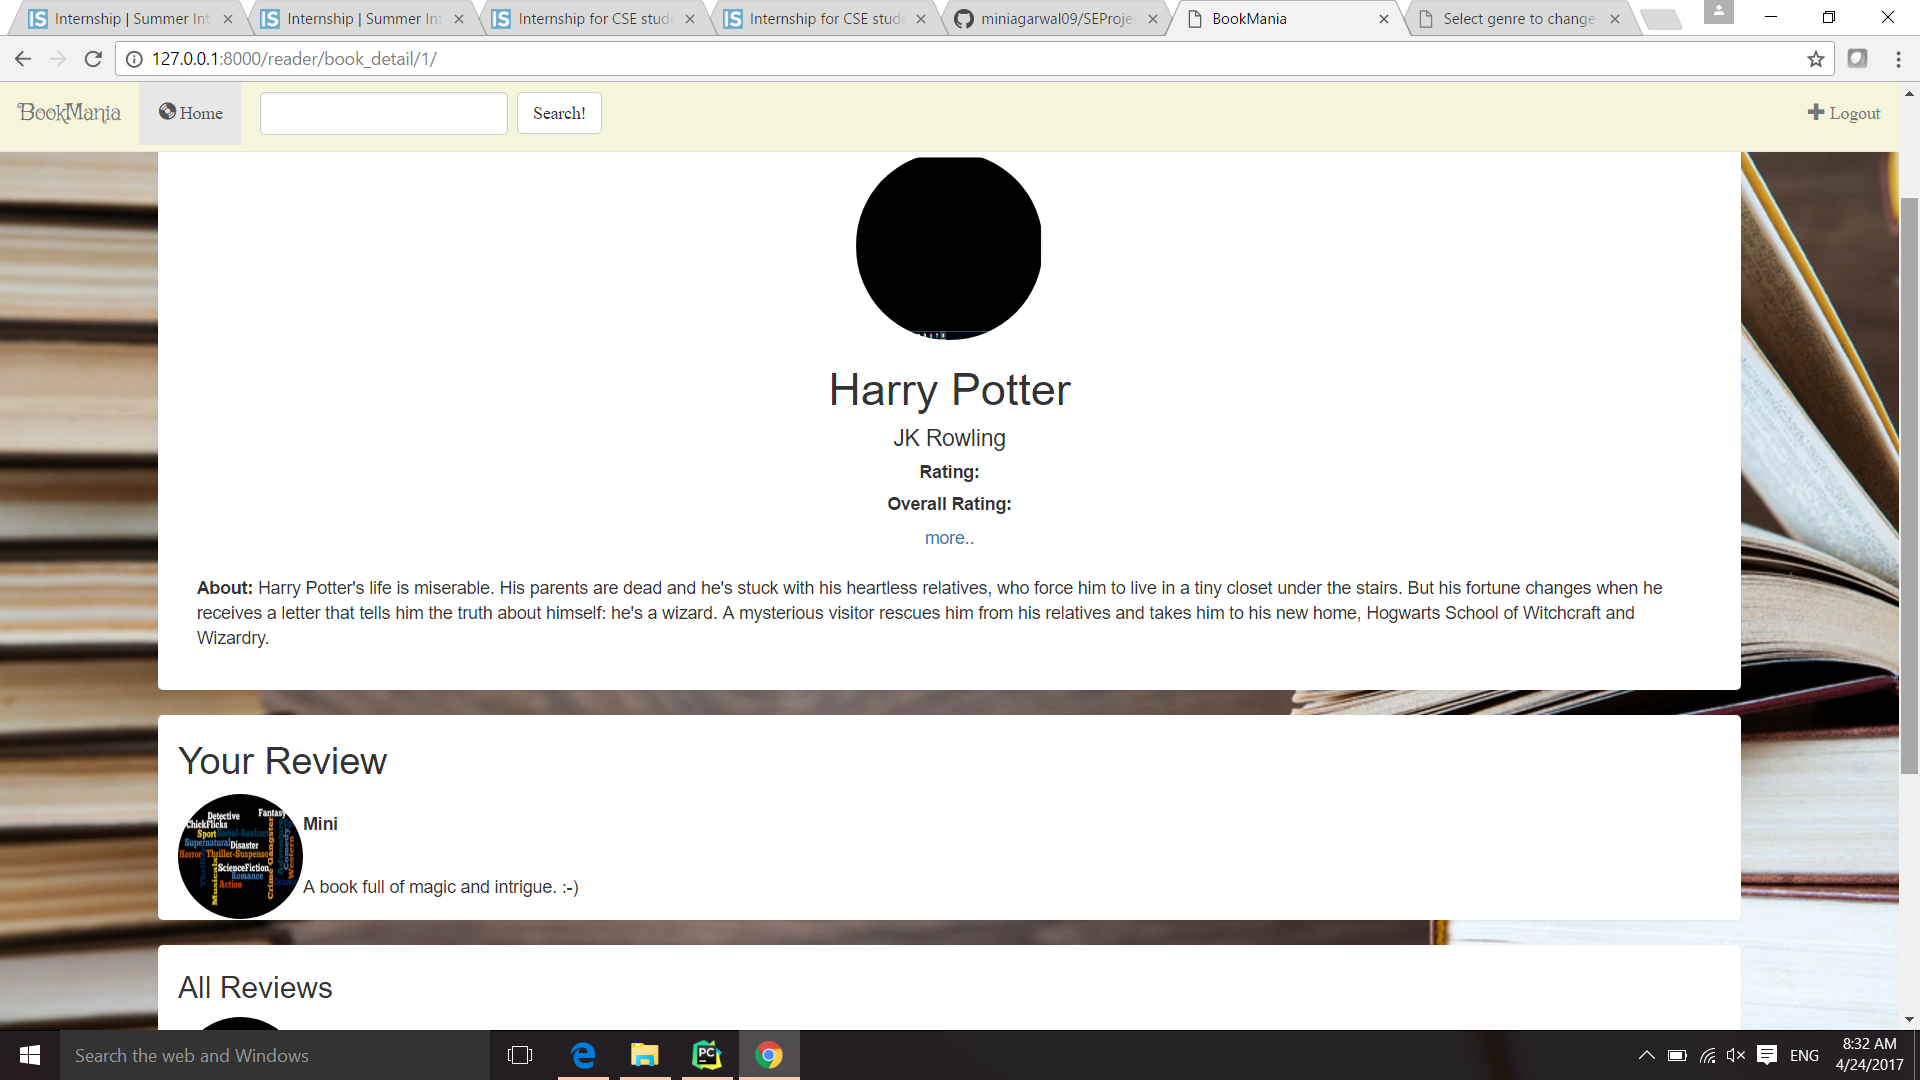 Internship | Summer Int
Internship | Summer Int
Internship for CSE stude
Internship for CSE stude
miniagarwal09/SEProjec
BookMania
Select genre to change
127.0.0.1:8000/reader/book_detail/1/
BookMania
Home
Search!
Logout
Harry Potter
JK Rowling
Rating:
Overall Rating:
more..
About: Harry Potter's life is miserable. His parents are dead and he's stuck with his heartless relatives, who force him to live in a tiny closet under the stairs. But his fortune changes when he
receives a letter that tells him the truth about himself: he's a wizard. A mysterious visitor rescues him from his relatives and takes him to his new home, Hogwarts School of Witchcraft and
Wizardry.
Your Review
Detective
Fantasy
ChickFlicks
Sport Social-Realism
Supernatural Disaster
Horror Thriller-Suspense
ScienceFiction
Romance
Action
Musicals
Crime Gangster
Comedy
Western
Mini
A book full of magic and intrigue. :-)
All Reviews
Search the web and Windows
ENG
8:32 AM
4/24/2017